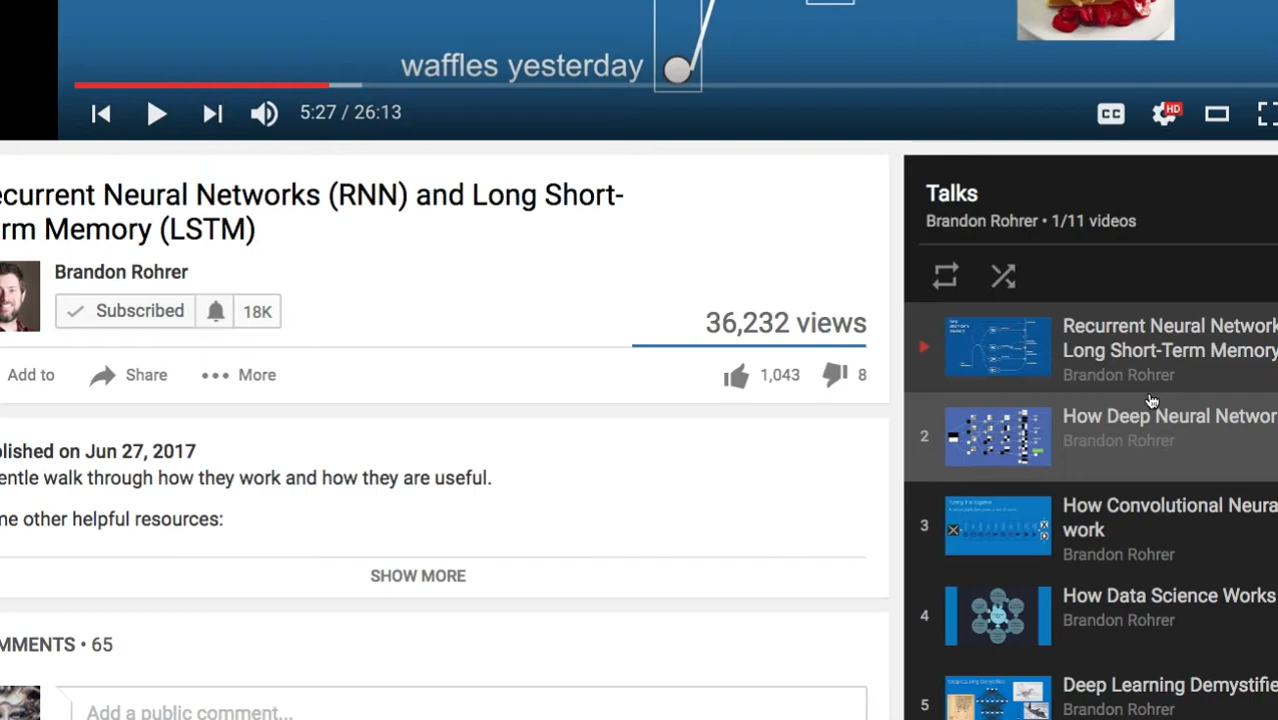 waffles yesterday
5:27 / 26:13
CC
HD
ecurrent Neural Networks (RNN) and Long Short-
rm Memory (LSTM)
Brandon Rohrer
Subscribed
18K
36,232 views
Add to
Share
More
1,043
8
blished on Jun 27, 2017
entle walk through how they work and how they are useful.
me other helpful resources:
SHOW MORE
MMENTS • 65
Add a public comment...
Talks
Brandon Rohrer • 1/11 videos
Recurrent Neural Network
Long Short-Term Memory
Brandon Rohrer
2
How Deep Neural Networ
Brandon Rohrer
3
How Convolutional Neura
work
Brandon Rohrer
4
How Data Science Works
Brandon Rohrer
5
Deep Learning Demystifie
Brandon Rohrer